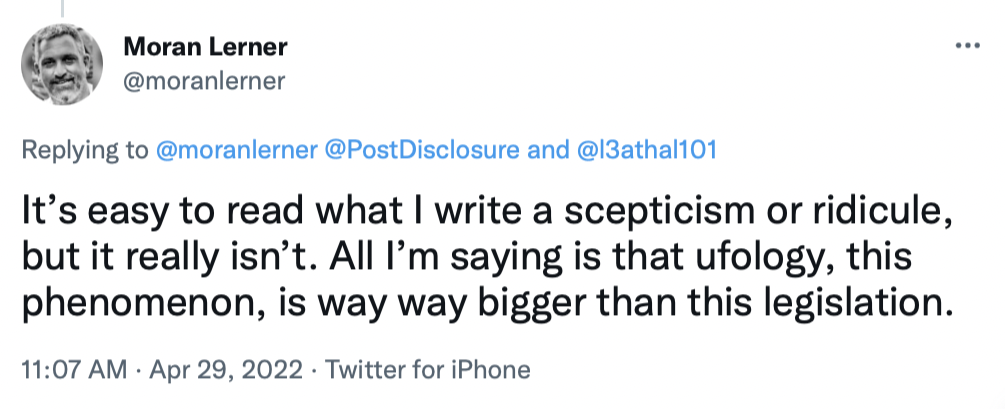 Moran Lerner
@moranlerner
Replying to @moranlerner @PostDisclosure and @l3athal101
It’s easy to read what I write a scepticism or ridicule,
but it really isn’t. All I’m saying is that ufology, this
phenomenon, is way way bigger than this legislation.
11:07 AM · Apr 29, 2022 · Twitter for iPhone